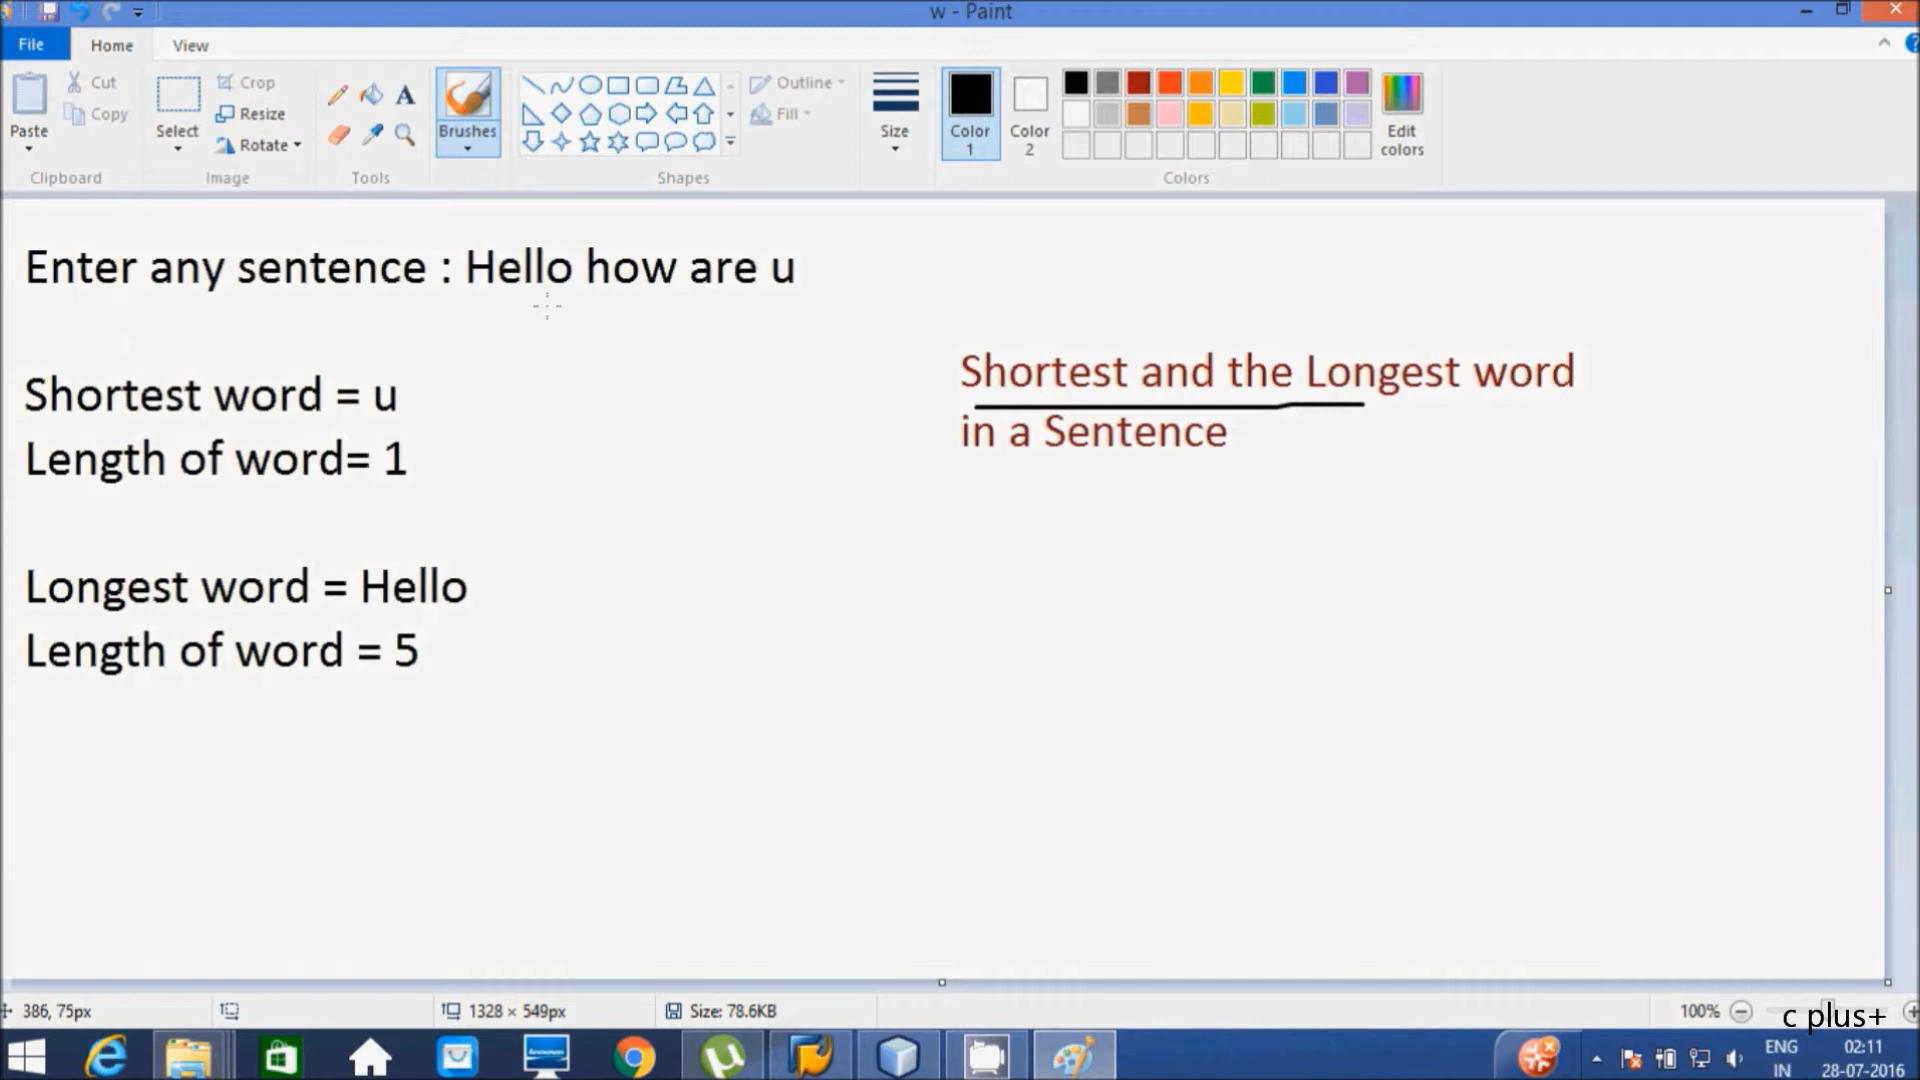 w - Paint
File Home View
Paste
Cut
Copy
Clipboard
Select
Crop
Resize
Rotate
Image
A
Tools
Brushes
Outline
Fill
Shapes
Size
Color 1
Color 2
Edit colors
Colors
Enter any sentence : Hello how are u
Shortest word = u
Length of word= 1
Longest word = Hello
Length of word = 5
Shortest and the Longest word
in a Sentence
386, 75px
1328 × 549px
Size: 78.6KB
100%
c plus+
ENG
IN
02:11
28-07-2016